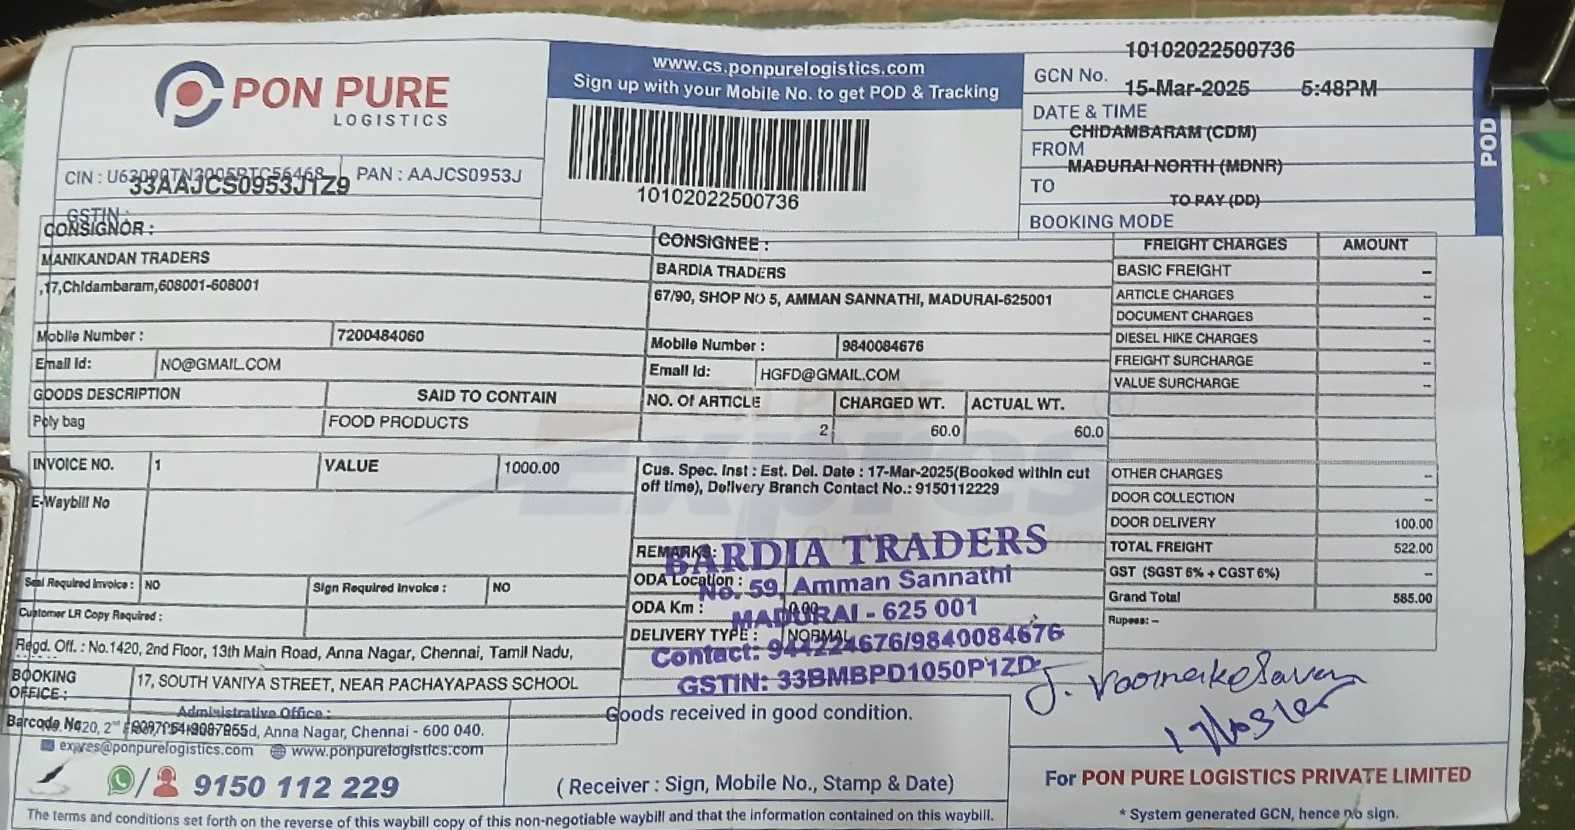 PON PURE
LOGISTICS
www.cs.ponpurelogistics.com
Sign up with your Mobile No. to get POD & Tracking
10102022500736
GCN No. 10102022500736
DATE & TIME 15-Mar-2025 5:48PM
FROM CHIDAMBARAM (CDM)
TO MADURAI NORTH (MDNR)
BOOKING MODE TO PAY (DD)
POD
CIN : PAN : AAJCS0953J
GSTIN : 33AAJCS0953J1Z9
CONSIGNOR :
MANIKANDAN TRADERS
,17,Chidambaram,608001-608001
Mobile Number : 7200484060
Email Id: NO@GMAIL.COM
CONSIGNEE :
BARDIA TRADERS
67/90, SHOP NO 5, AMMAN SANNATHI, MADURAI-625001
Mobile Number : 9840084676
Email Id: HGFD@GMAIL.COM
GOODS DESCRIPTION SAID TO CONTAIN NO. Of ARTICLE CHARGED WT. ACTUAL WT.
Poly bag FOOD PRODUCTS 2 60.0 60.0
INVOICE NO. 1 VALUE 1000.00
E-Waybill No
Cus. Spec. Inst : Est. Del. Date : 17-Mar-2025(Booked within cut
off time), Delivery Branch Contact No.: 9150112229
FREIGHT CHARGES AMOUNT
BASIC FREIGHT –
ARTICLE CHARGES –
DOCUMENT CHARGES –
DIESEL HIKE CHARGES –
FREIGHT SURCHARGE –
VALUE SURCHARGE –
OTHER CHARGES –
DOOR COLLECTION –
DOOR DELIVERY 100.00
TOTAL FREIGHT 522.00
GST (SGST 6% + CGST 6%) –
Grand Total 585.00
Rupees: –
REMARKS:
ODA Location :
ODA Km : 0.00
DELIVERY TYPE : NORMAL
BARDIA TRADERS
No. 59, Amman Sannathi
MADURAI - 625 001
Contact: 944224676/9840084676
GSTIN: 33BMBPD1050P1ZD
Seal Required Invoice : NO Sign Required Invoice : NO
Customer LR Copy Required :
Regd. Off. : No.1420, 2nd Floor, 13th Main Road, Anna Nagar, Chennai, Tamil Nadu,
BOOKING OFFICE : 17, SOUTH VANIYA STREET, NEAR PACHAYAPASS SCHOOL
Barcode No
Administrative Office :
Anna Nagar, Chennai - 600 040.
expres@ponpurelogistics.com www.ponpurelogistics.com
9150 112 229
Goods received in good condition.
( Receiver : Sign, Mobile No., Stamp & Date)
For PON PURE LOGISTICS PRIVATE LIMITED
* System generated GCN, hence no sign.
The terms and conditions set forth on the reverse of this waybill copy of this non-negotiable waybill and that the information contained on this waybill.